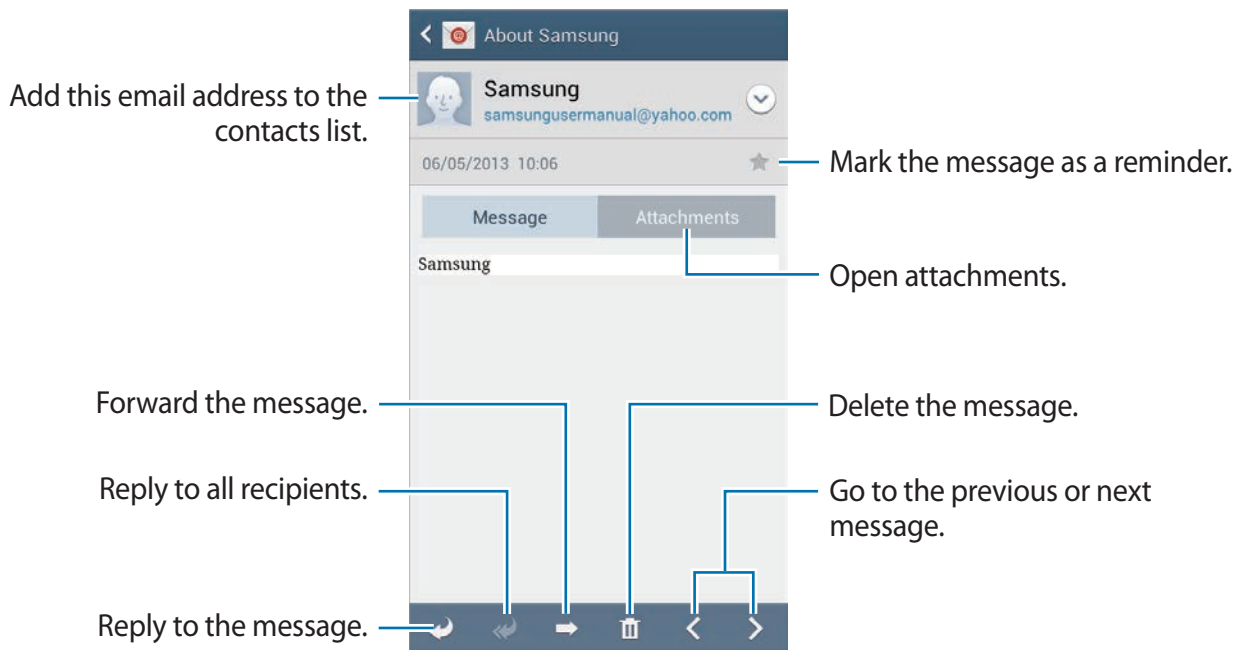 About Samsung
Add this email address to the
contacts list.
Samsung
samsungusermanual@yahoo.com
06/05/2013 10:06
Mark the message as a reminder.
Message
Attachments
Samsung
Open attachments.
Forward the message.
Delete the message.
Reply to all recipients.
Go to the previous or next
message.
Reply to the message.